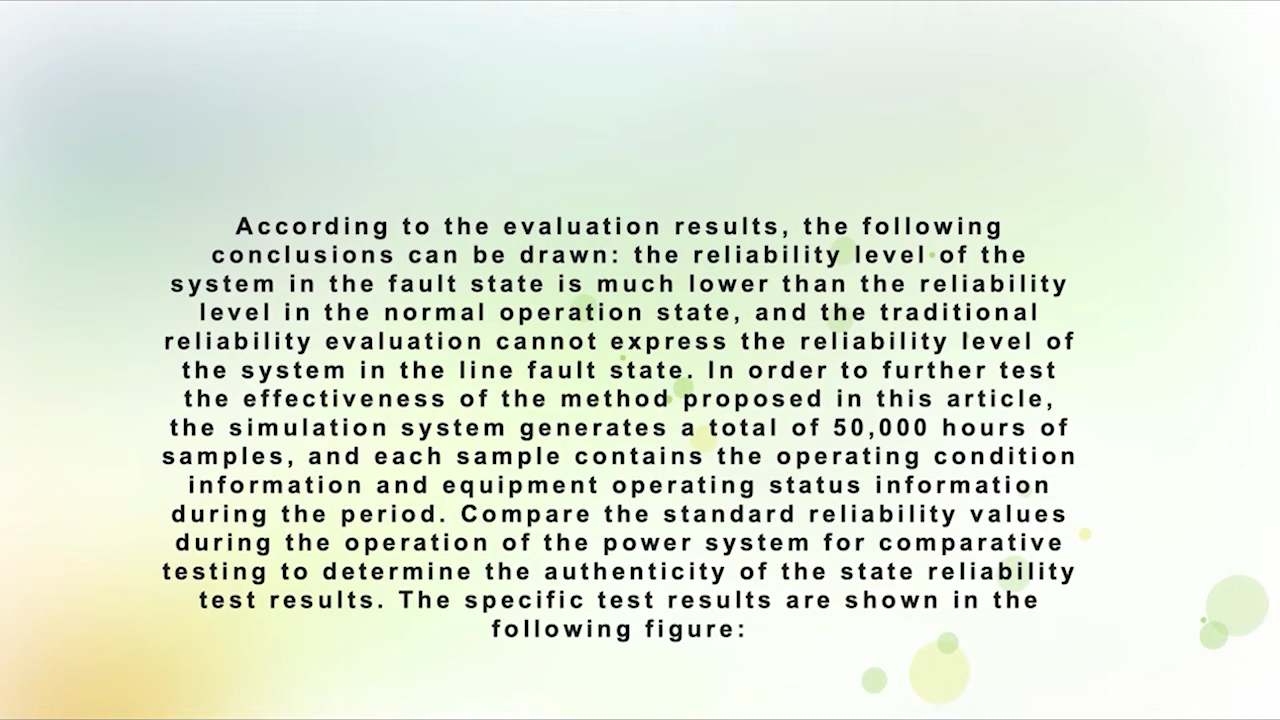 According to the evaluation results, the following
conclusions can be drawn: the reliability level of the
system in the fault state is much lower than the reliability
level in the normal operation state, and the traditional
reliability evaluation cannot express the reliability level of
the system in the line fault state. In order to further test
the effectiveness of the method proposed in this article,
the simulation system generates a total of 50,000 hours of
samples, and each sample contains the operating condition
information and equipment operating status information
during the period. Compare the standard reliability values
during the operation of the power system for comparative
testing to determine the authenticity of the state reliability
test results. The specific test results are shown in the
following figure: